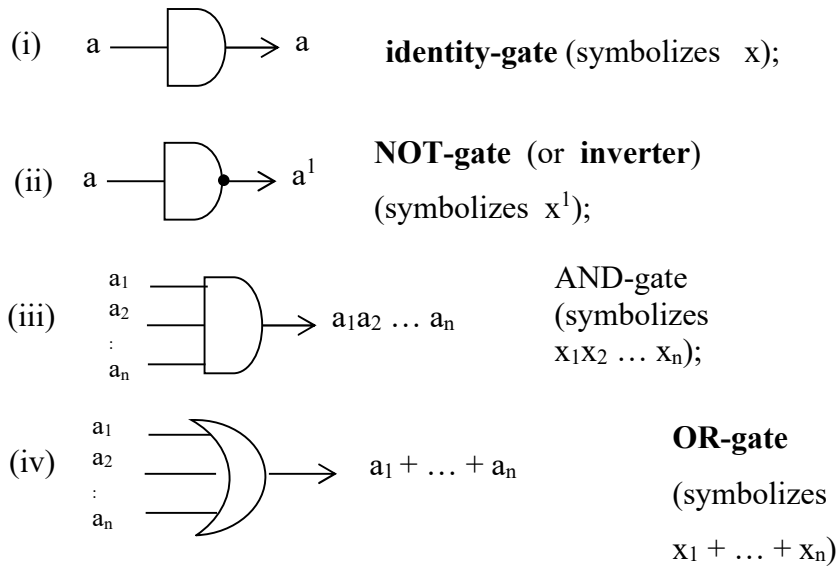 (i) a a identity-gate (symbolizes x);
(ii) a a¹ NOT-gate (or inverter)
(symbolizes x¹);
(iii) a₁
a₂
:
aₙ
a₁a₂ … aₙ
AND-gate
(symbolizes
x₁x₂ … xₙ);
(iv) a₁
a₂
:
aₙ
a₁ + … + aₙ
OR-gate
(symbolizes
x₁ + … + xₙ)